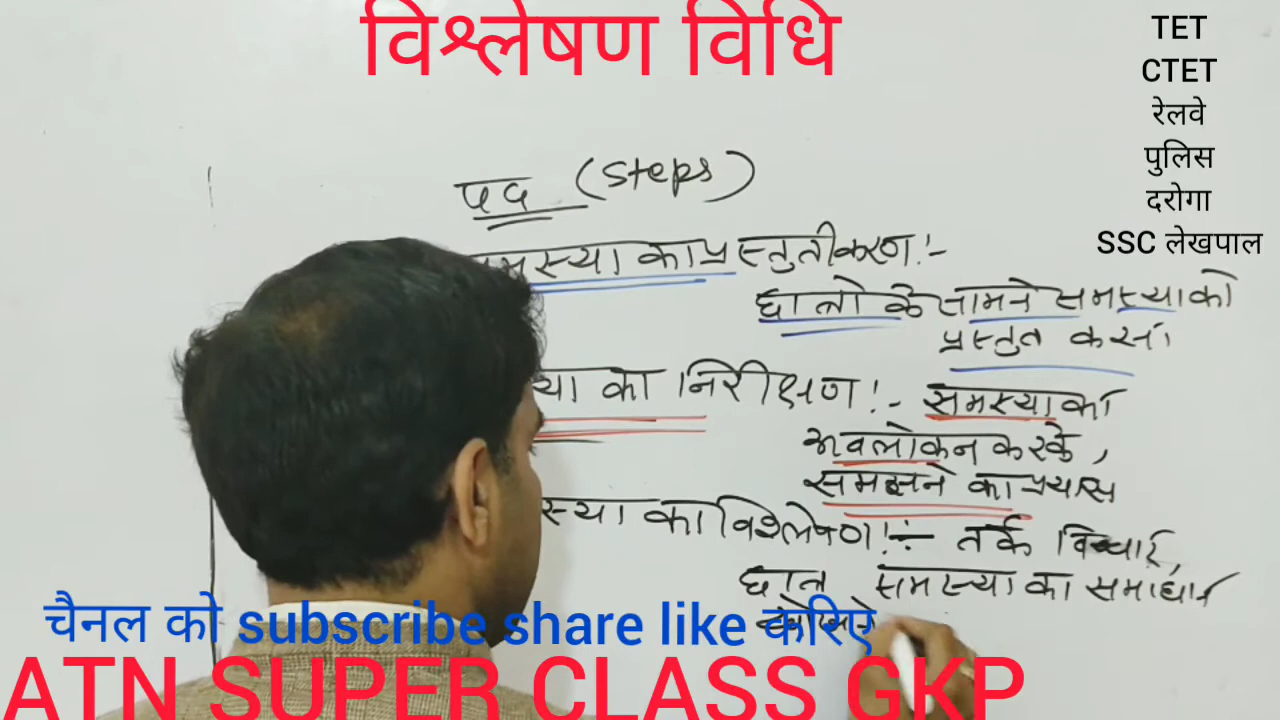 विश्लेषण विधि
TET
CTET
रेलवे
पुलिस
दरोगा
SSC लेखपाल
पद (steps)
समस्या का प्रस्तुतीकरण:-
छात्रो के सामने समस्या को
प्रस्तुत करना
या का निरीक्षण:- समस्या का
अवलोकन करके,
समझने का प्रयास
स्या का विश्लेषण:- तर्क विचार,
छात्र समस्या का समाधान
चैनल को subscribe share like करिए
ATN SUPER CLASS GKP